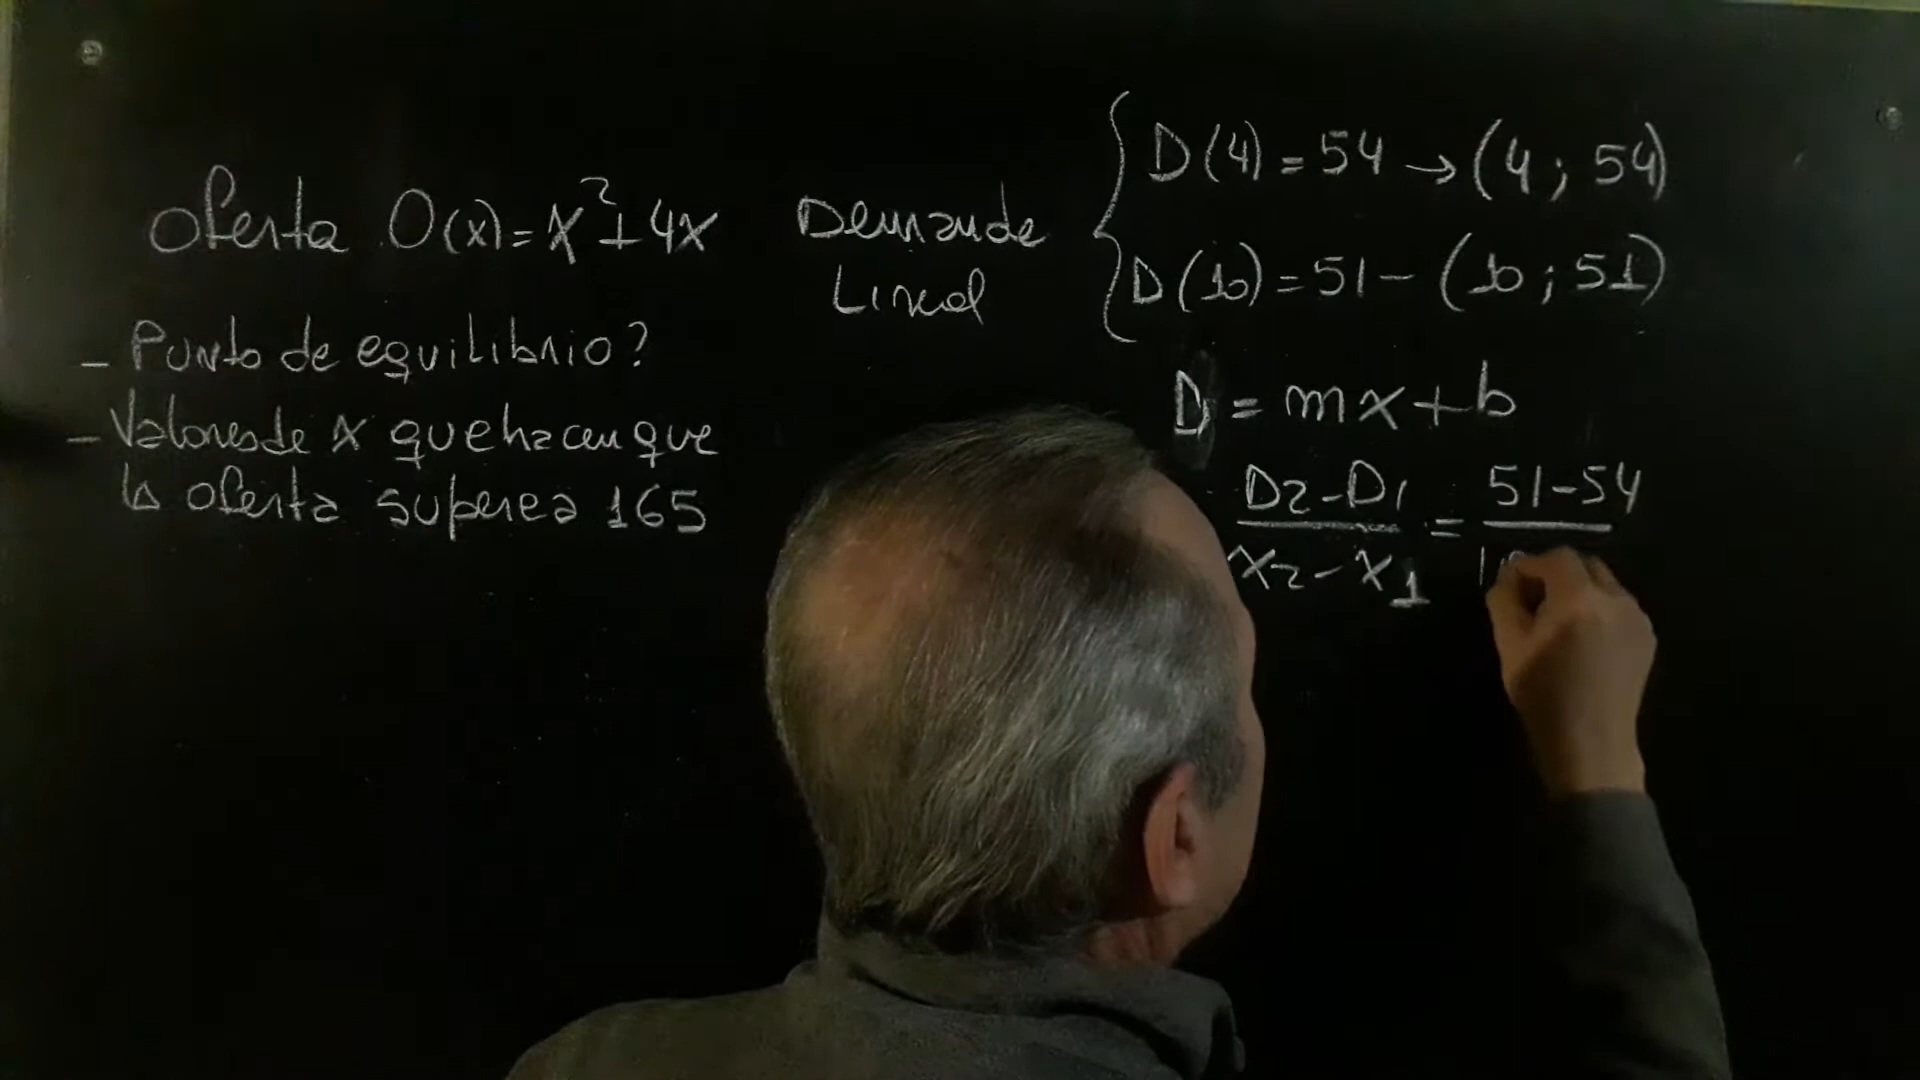 Oferta O(x)=x²+4x
- Punto de equilibrio?
- Valores de x que hacen que
la oferta supere a 165
Demanda
Lineal
D(4)=54→(4;54)
D(10)=51-(10;51)
D=mx+b
D2-D1/x2-x1=51-54/